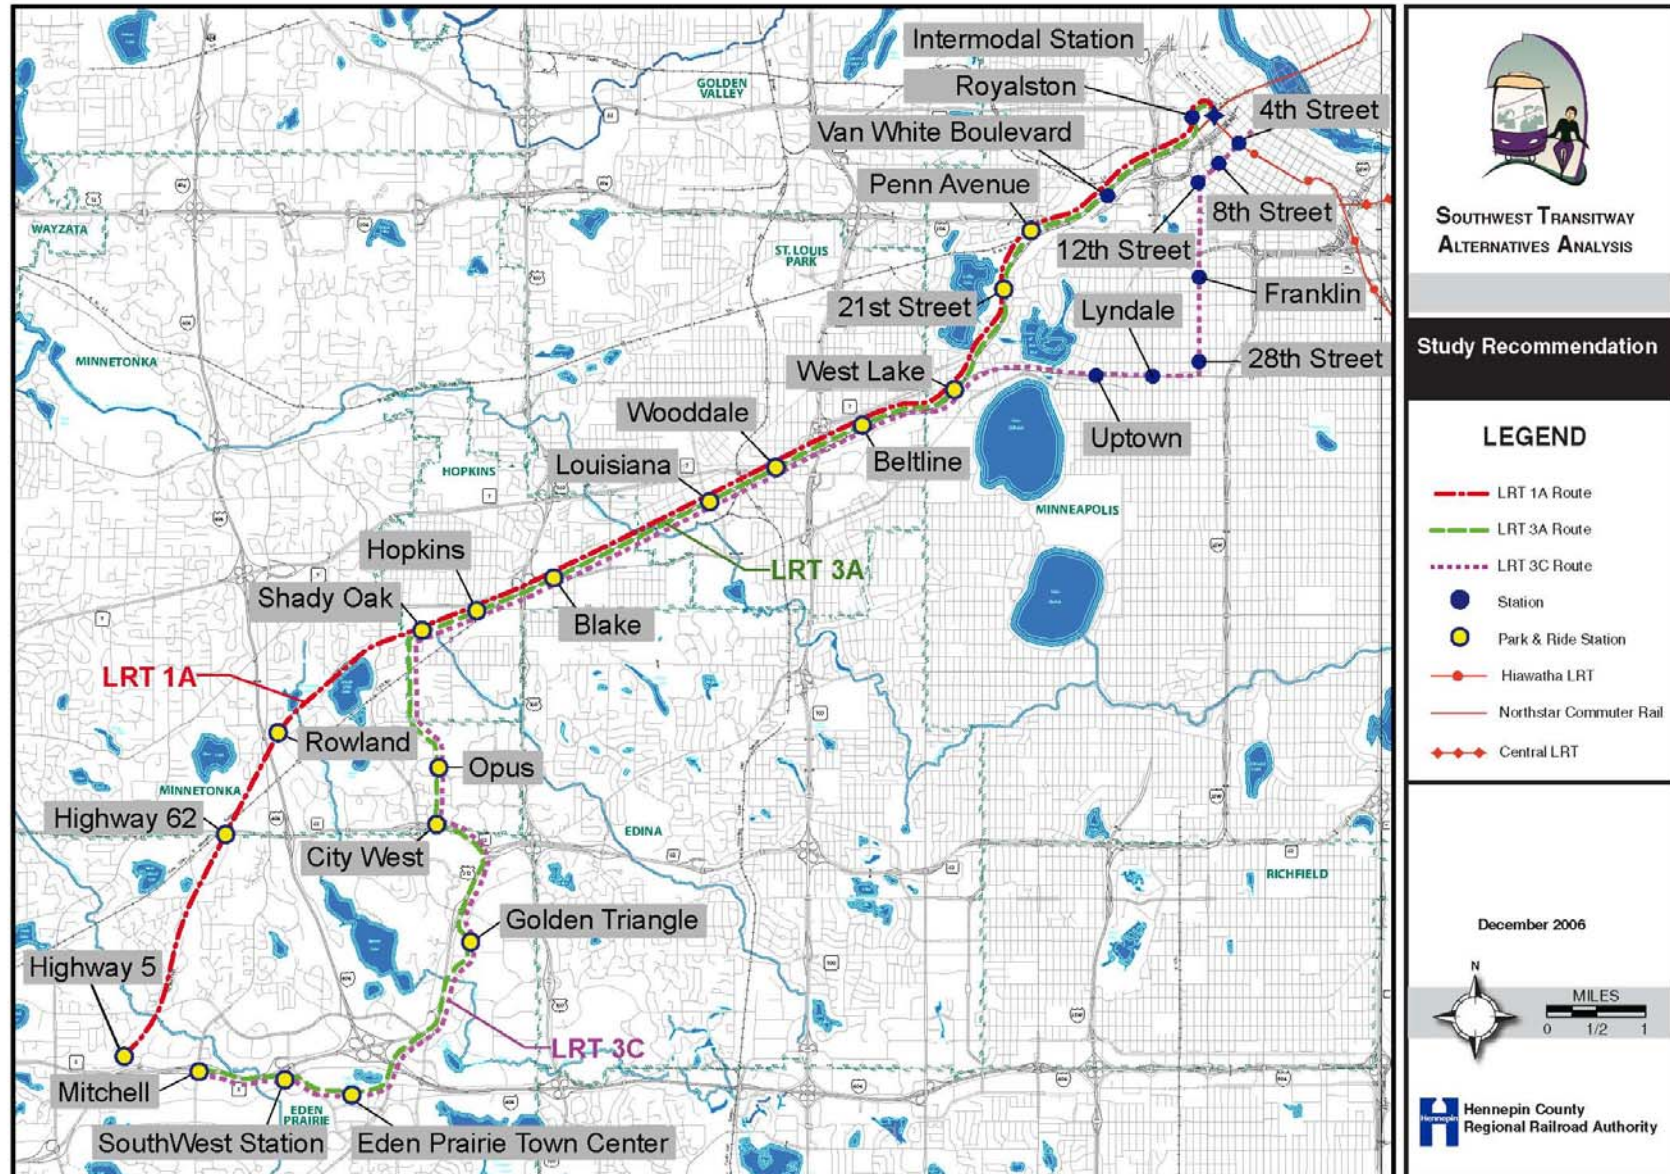 Intermodal Station
Royalston
Van White Boulevard
Penn Avenue
4th Street
8th Street
12th Street
21st Street
Franklin
Lyndale
28th Street
West Lake
Uptown
Wooddale
Beltline
Louisiana
Hopkins
Shady Oak
Blake
LRT 3A
LRT 1A
Rowland
Opus
Highway 62
City West
Golden Triangle
Highway 5
LRT 3C
Mitchell
SouthWest Station
Eden Prairie Town Center
GOLDEN
VALLEY
WAYZATA
ST. LOUIS
PARK
MINNETONKA
HOPKINS
MINNEAPOLIS
MINNETONKA
EDINA
RICHFIELD
EDEN
PRAIRIE
SOUTHWEST TRANSITWAY
ALTERNATIVES ANALYSIS
Study Recommendation
LEGEND
LRT 1A Route
LRT 3A Route
LRT 3C Route
Station
Park & Ride Station
Hiawatha LRT
Northstar Commuter Rail
Central LRT
December 2006
N
MILES
0 1/2 1
Hennepin
Hennepin County
Regional Railroad Authority